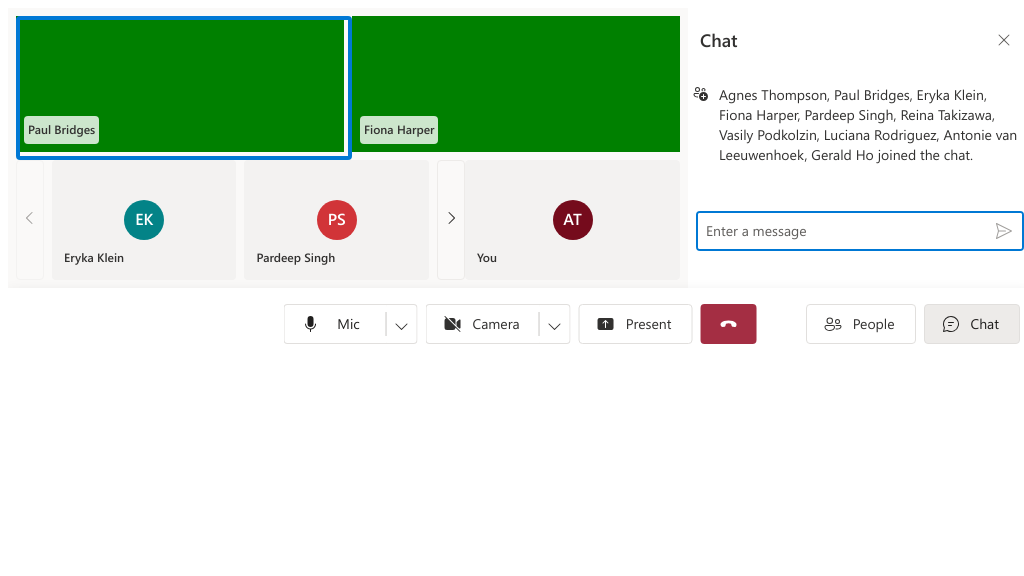 Paul Bridges
Fiona Harper
EK
Eryka Klein
PS
Pardeep Singh
AT
You
Chat
Agnes Thompson, Paul Bridges, Eryka Klein,
Fiona Harper, Pardeep Singh, Reina Takizawa,
Vasily Podkolzin, Luciana Rodriguez, Antonie van
Leeuwenhoek, Gerald Ho joined the chat.
Enter a message
Mic
Camera
Present
People
Chat